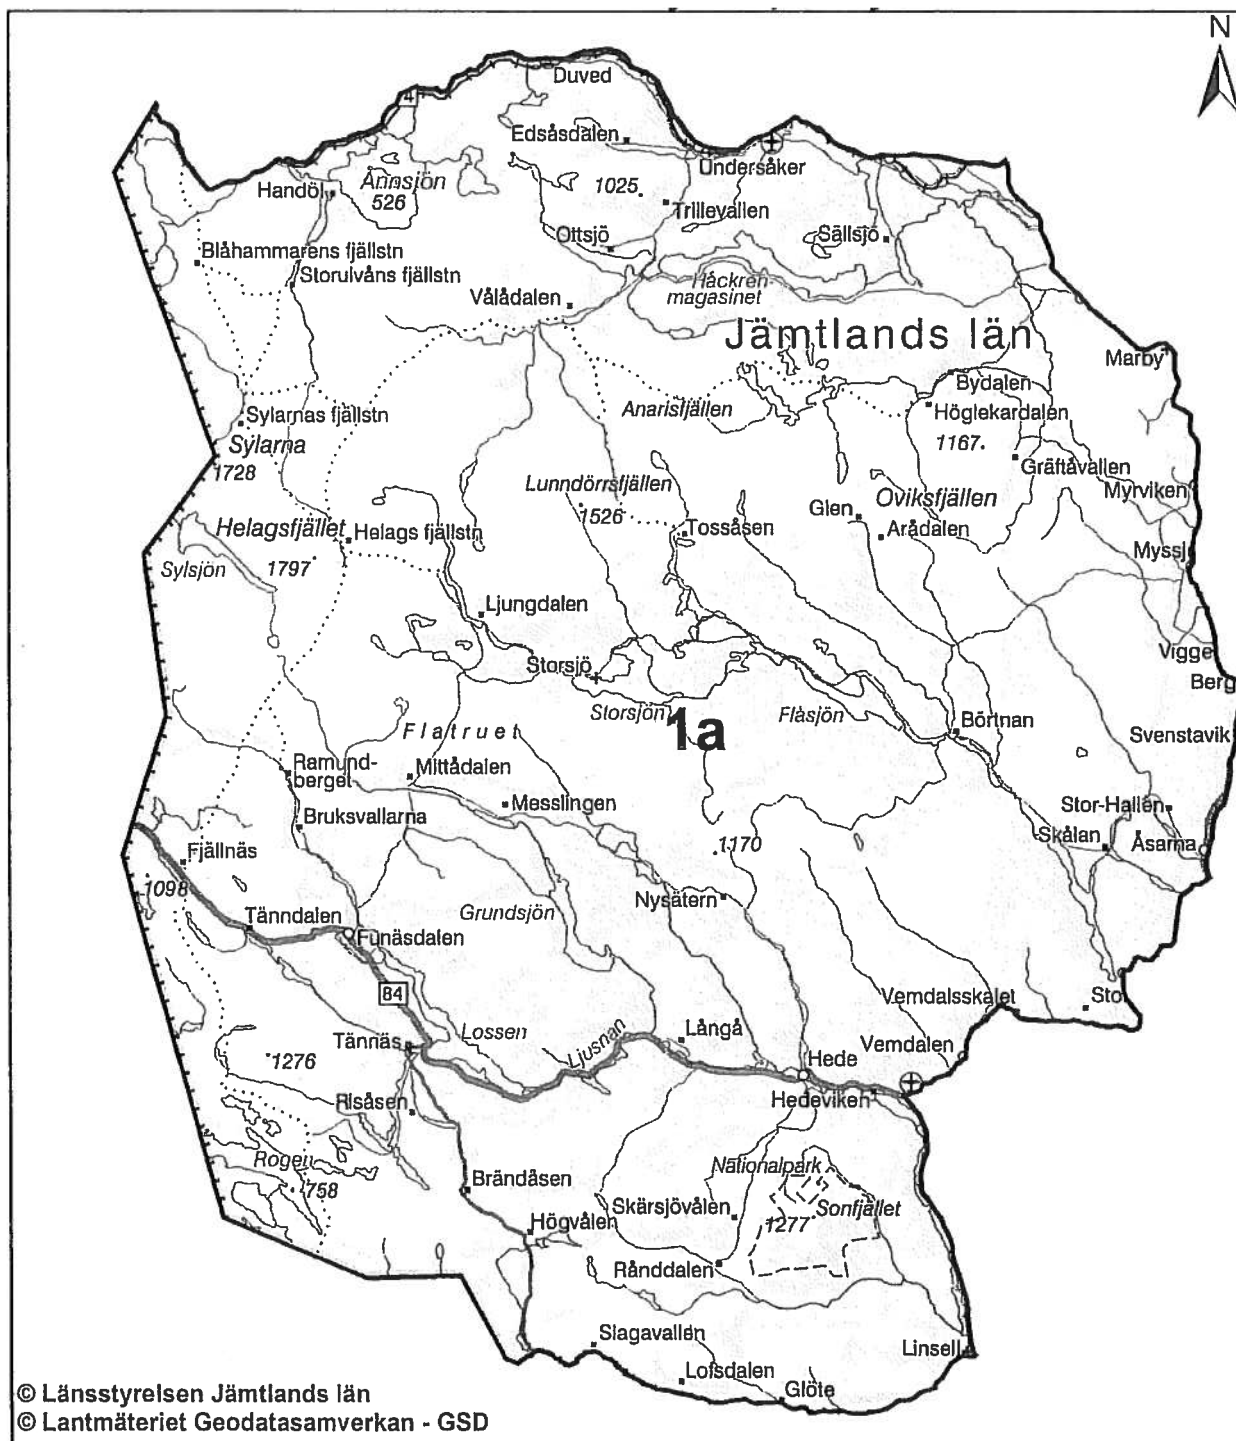 N
Duved
4
Edsåsdalen
Undersåker
Handöl
Ånnsjön
526
1025
Trillevallen
Ottsjö
Sällsjö
Blåhammarens fjällstn
Storulvåns fjällstn
Håckren-
magasinet
Vålådalen
Jämtlands län
Marby
Bydalen
Sylarnas fjällstn
Anarisfjällen
Höglekardalen
Sylarna
1728
1167
Gräftåvallen
Lunndörrsfjällen
1526
Oviksfjällen
Myrviken
Glen
Helagsfjället
Helags fjällstn
Tossåsen
Arådalen
Myssj
Sylsjön
1797
Ljungdalen
Storsjö
Vigge
Berg
Storsjön
Flåsjön
1a
Börtnan
Svenstavik
Flatruet
Ramund-
berget
Mittådalen
Messlingen
Stor-Hallen
Bruksvallarna
Skålan
Åsarna
Fjällnäs
1170
1098
Nysätern
Grundsjön
Tänndalen
Funäsdalen
84
Vemdalsskalet
Sto
Lossen
Ljusnan
Långå
Tännäs
Vemdalen
1276
Hede
Hedeviken
Risåsen
Rogen
758
Nationalpark
Brändåsen
Skärsjövålen
1277
Sonfjället
Högvålen
Rånddalen
Slagavallen
Linsell
Lofsdalen
Glöte
© Länsstyrelsen Jämtlands län
© Lantmäteriet Geodatasamverkan - GSD